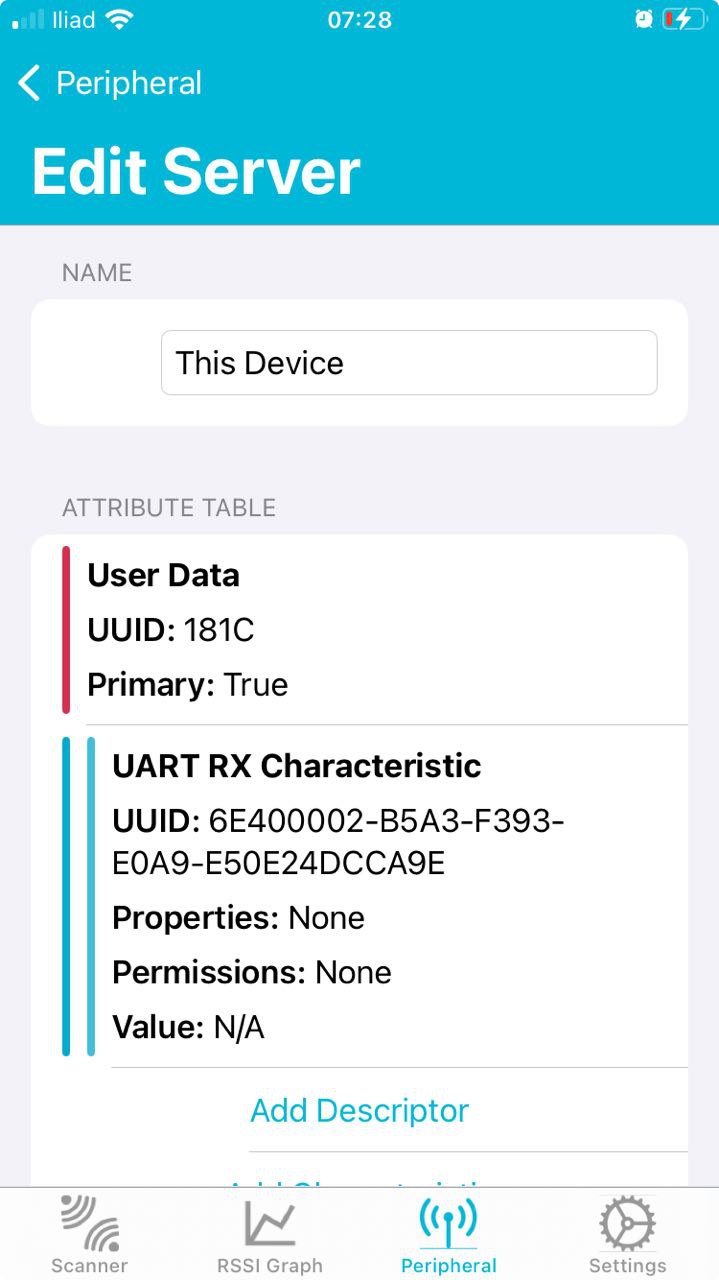 Iliad 07:28
Peripheral
Edit Server
NAME
This Device
ATTRIBUTE TABLE
User Data
UUID: 181C
Primary: True
UART RX Characteristic
UUID: 6E400002-B5A3-F393-
E0A9-E50E24DCCA9E
Properties: None
Permissions: None
Value: N/A
Add Descriptor
Scanner RSSI Graph Peripheral Settings